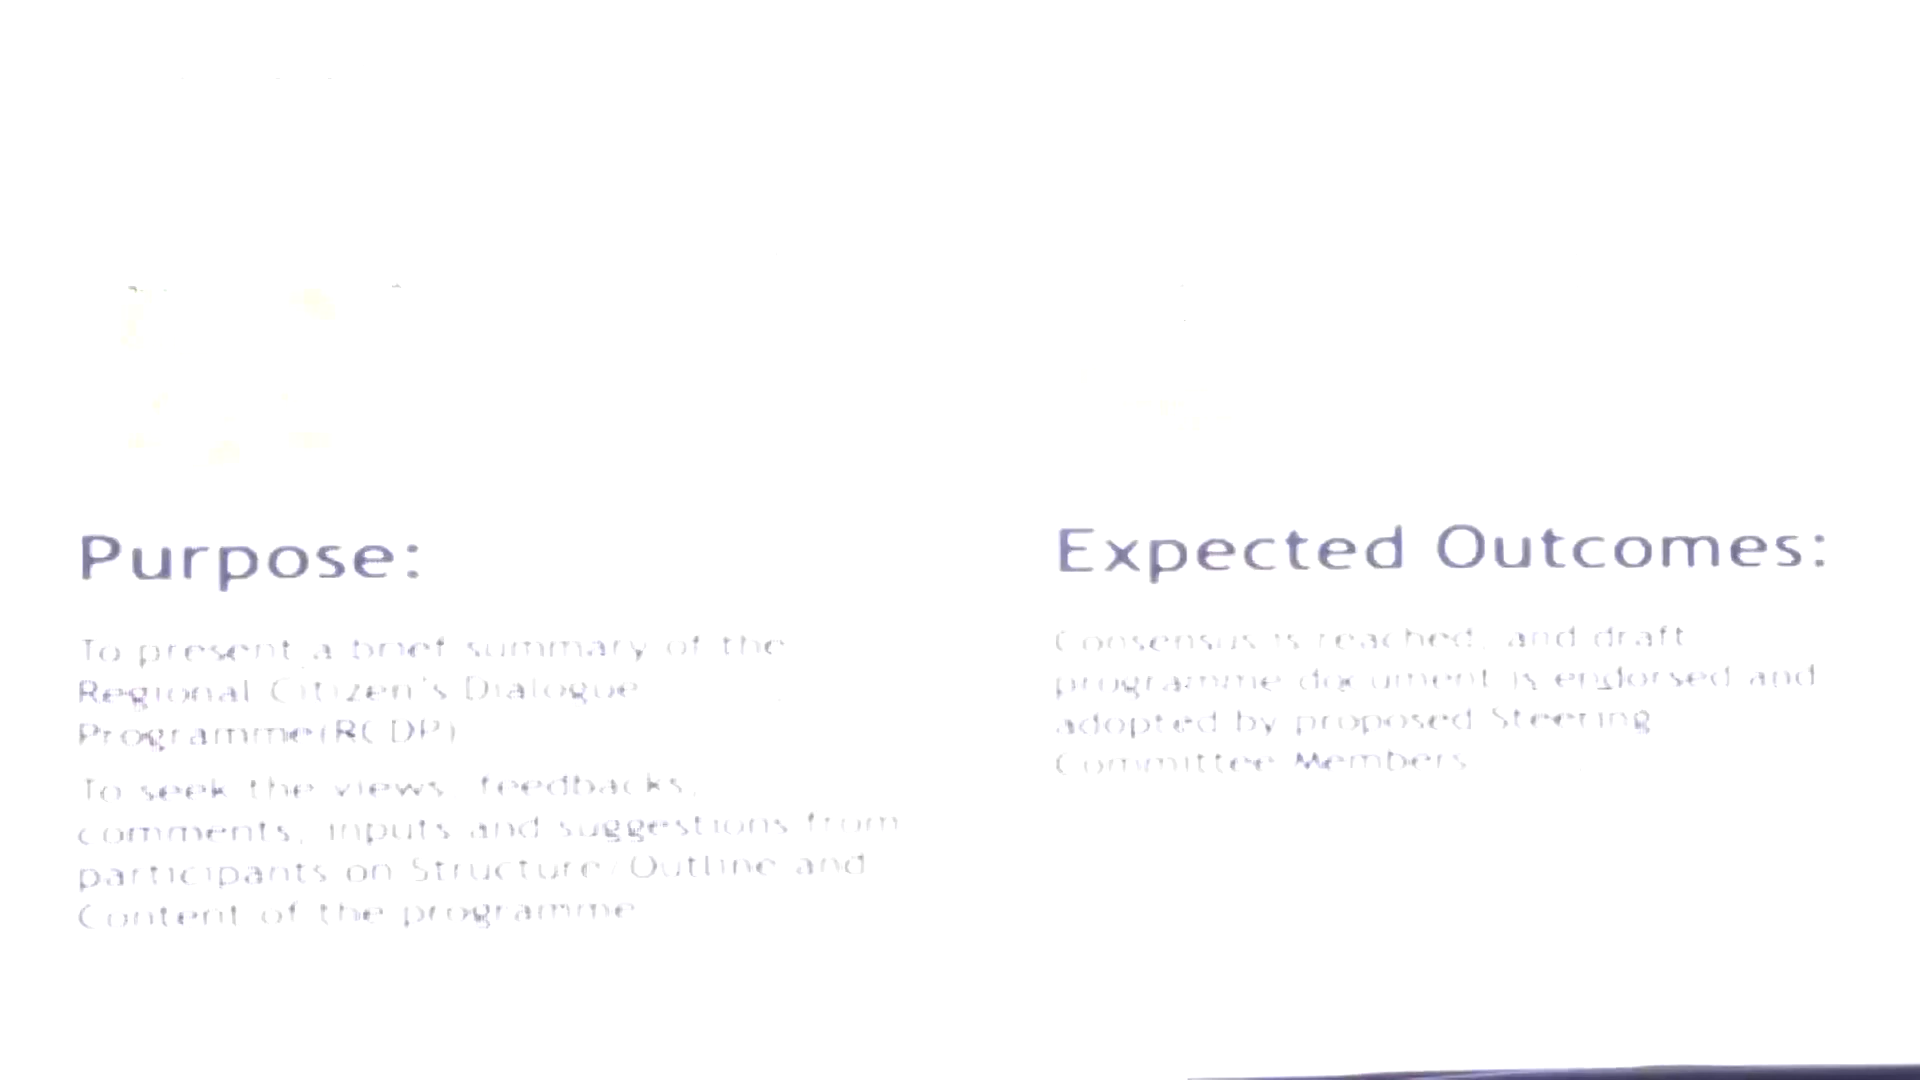 Purpose:
To present a brief summary of the
Regional Citizen's Dialogue
Programme(RCDP)
To seek the views, feedbacks,
comments, inputs and suggestions from
participants on Structure/Outline and
Content of the programme
Expected Outcomes:
Consensus is reached, and draft
programme document is endorsed and
adopted by proposed Steering
Committee Members